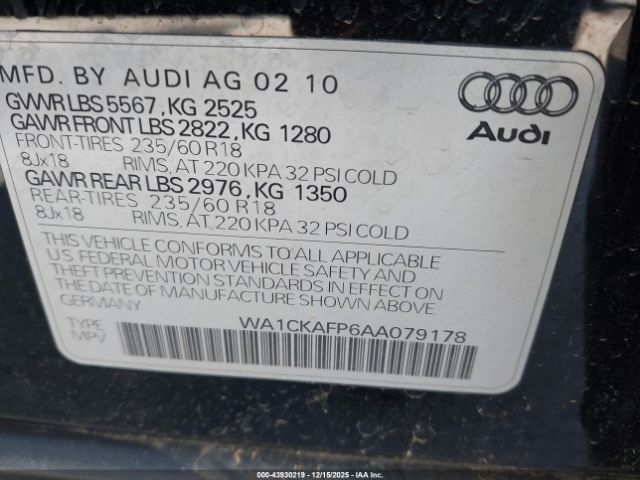 MFD. BY AUDI AG 02 10
GVWR LBS 5567, KG 2525
GAWR FRONT LBS 2822, KG 1280
FRONT-TIRES 235/60 R18
8Jx18 RIMS, AT 220 KPA 32 PSI COLD
GAWR REAR LBS 2976, KG 1350
REAR-TIRES 235/60 R18
8Jx18 RIMS, AT 220 KPA 32 PSI COLD
THIS VEHICLE CONFORMS TO ALL APPLICABLE
US FEDERAL MOTOR VEHICLE SAFETY AND
THEFT PREVENTION STANDARDS IN EFFECT ON
THE DATE OF MANUFACTURE SHOWN ABOVE
GERMANY
TYPE
MPV
WA1CKAFP6AA079178
Audi
000-43930219 - 12/15/2025 - IAA Inc.